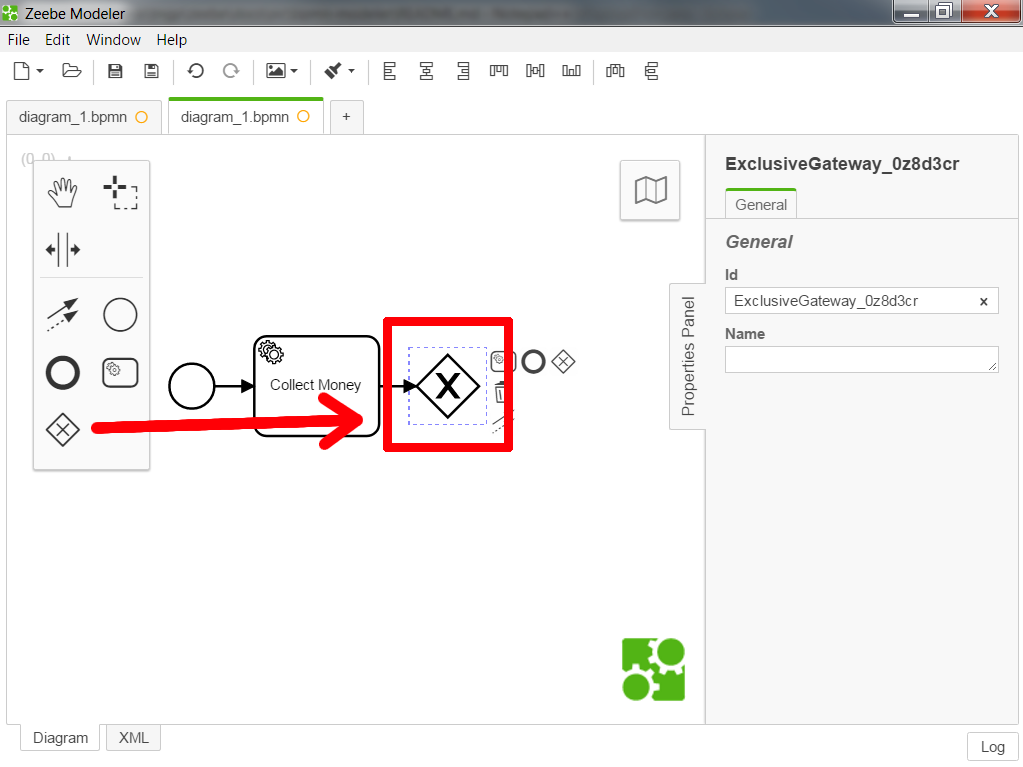 Zeebe Modeler
File Edit Window Help
diagram_1.bpmn
diagram_1.bpmn
+
(0, 0)
Collect Money
Properties Panel
ExclusiveGateway_0z8d3cr
General
General
Id
ExclusiveGateway_0z8d3cr
Name
Diagram
XML
Log